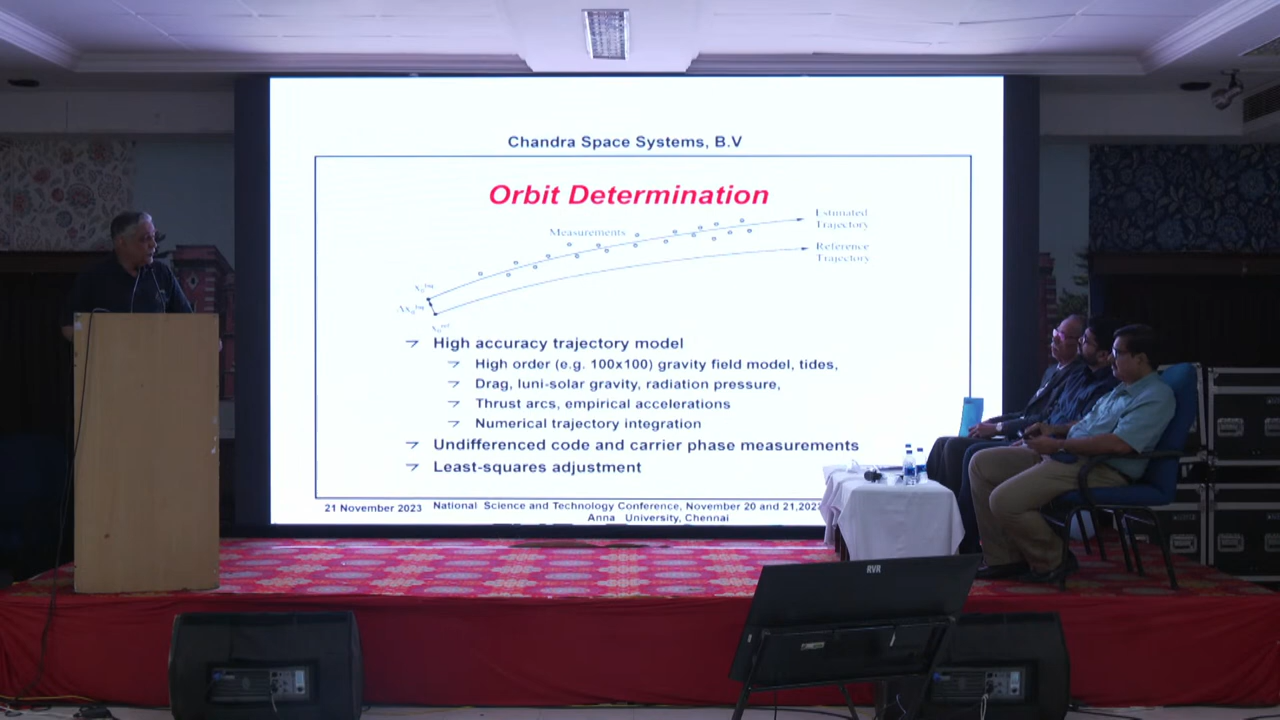 Chandra Space Systems, B.V
Orbit Determination
Measurements
Estimated
Trajectory
Reference
Trajectory
High accuracy trajectory model
High order (e.g. 100x100) gravity field model, tides,
Drag, luni-solar gravity, radiation pressure,
Thrust arcs, empirical accelerations
Numerical trajectory integration
Undifferenced code and carrier phase measurements
Least-squares adjustment
21 November 2023
National Science and Technology Conference, November 20 and 21,2023
Anna University, Chennai
RVR